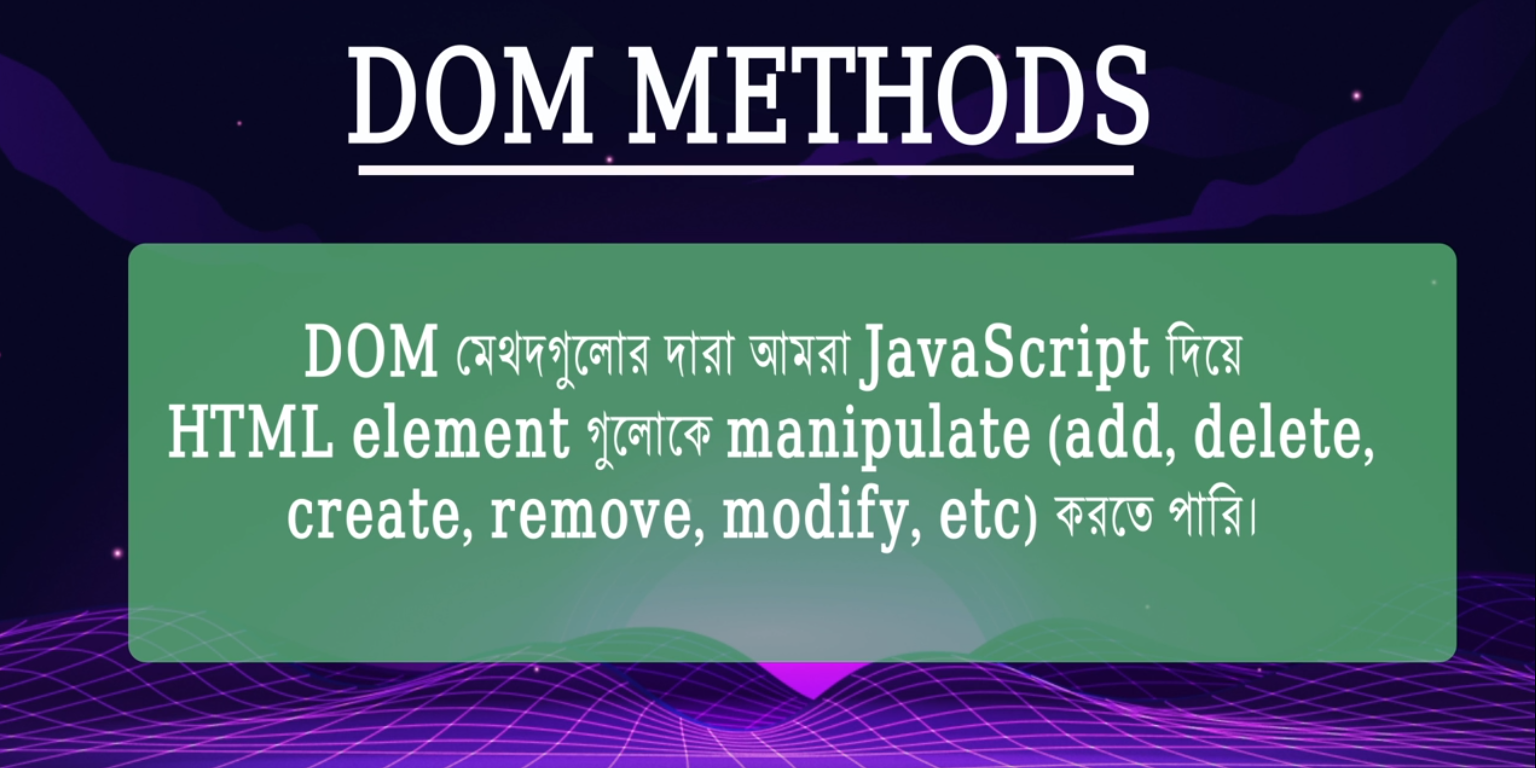 DOM METHODS
DOM মেথদগুলোর দারা আমরা JavaScript দিয়ে
HTML element গুলোকে manipulate (add, delete,
create, remove, modify, etc) করতে পারি।